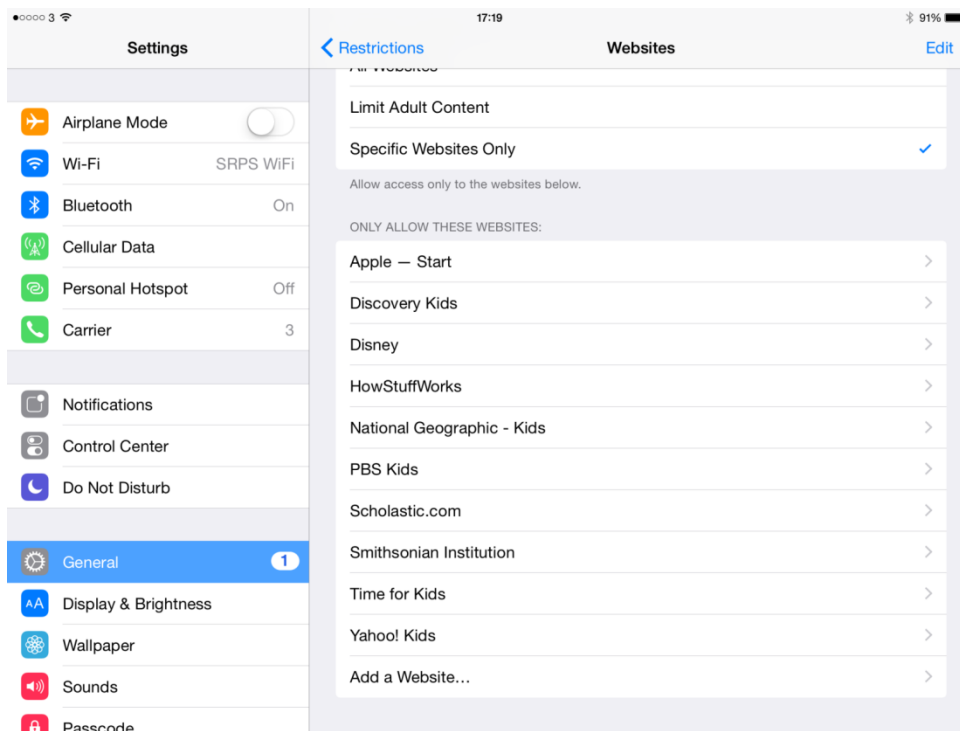 3 17:19 91%
Settings
Restrictions Websites Edit
Airplane Mode
Wi-Fi SRPS WiFi
Bluetooth On
Cellular Data
Personal Hotspot Off
Carrier 3
Notifications
Control Center
Do Not Disturb
General 1
AA Display & Brightness
Wallpaper
Sounds
Passcode
All Websites
Limit Adult Content
Specific Websites Only
Allow access only to the websites below.
ONLY ALLOW THESE WEBSITES:
Apple — Start
Discovery Kids
Disney
HowStuffWorks
National Geographic - Kids
PBS Kids
Scholastic.com
Smithsonian Institution
Time for Kids
Yahoo! Kids
Add a Website...